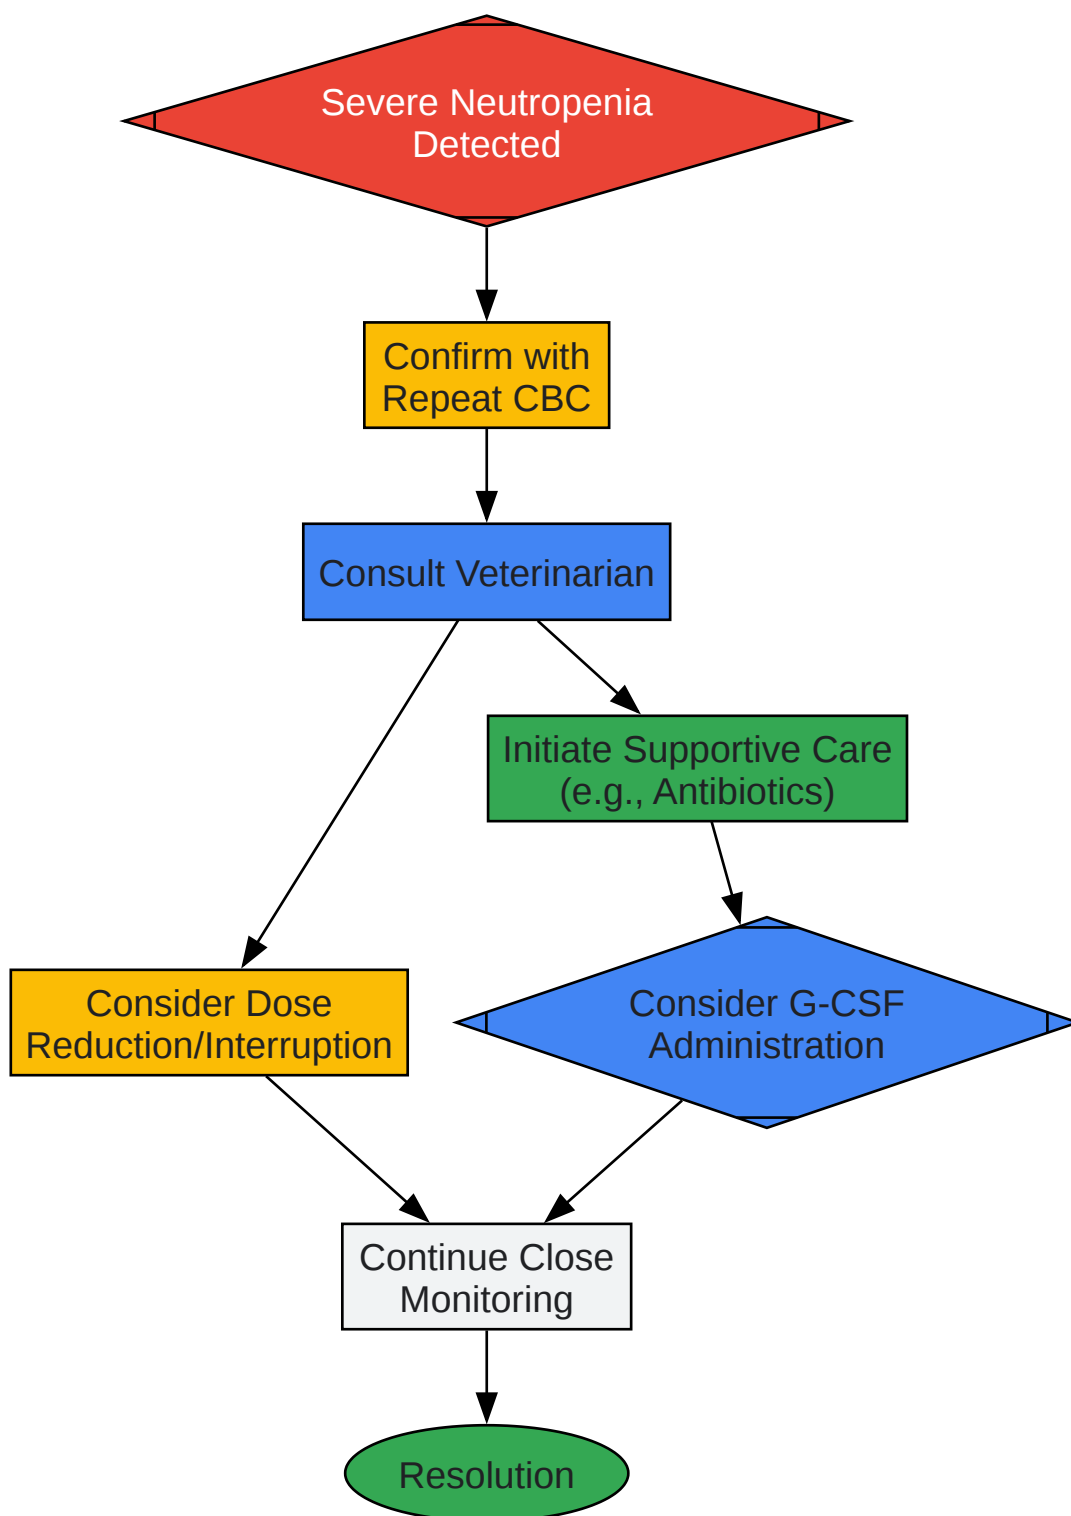 Severe Neutropenia
Detected
Confirm with
Repeat CBC
Consult Veterinarian
Initiate Supportive Care
(e.g., Antibiotics)
Consider Dose
Reduction/Interruption
Consider G-CSF
Administration
Continue Close
Monitoring
Resolution